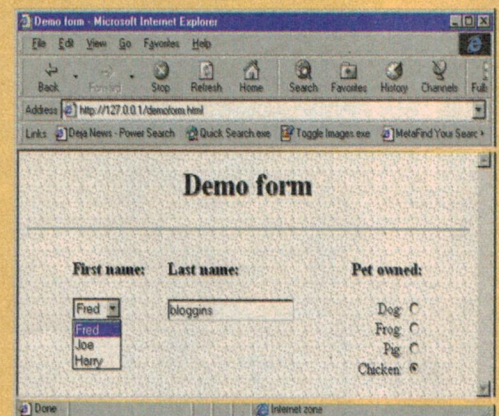 Demo form - Microsoft Internet Explorer
File Edit View Go Favorites Help
Back Forward Stop Refresh Home Search Favorites History Channels Full
Address http://127.0.0.1/demoform.html
Links Deja News - Power Search Quick Search.exe Toggle Images.exe MetaFind Your Searc
Demo form
First name: Last name: Pet owned:
Fred bloggins Dog:
Fred Frog:
Joe Pig:
Harry Chicken:
Done Internet zone